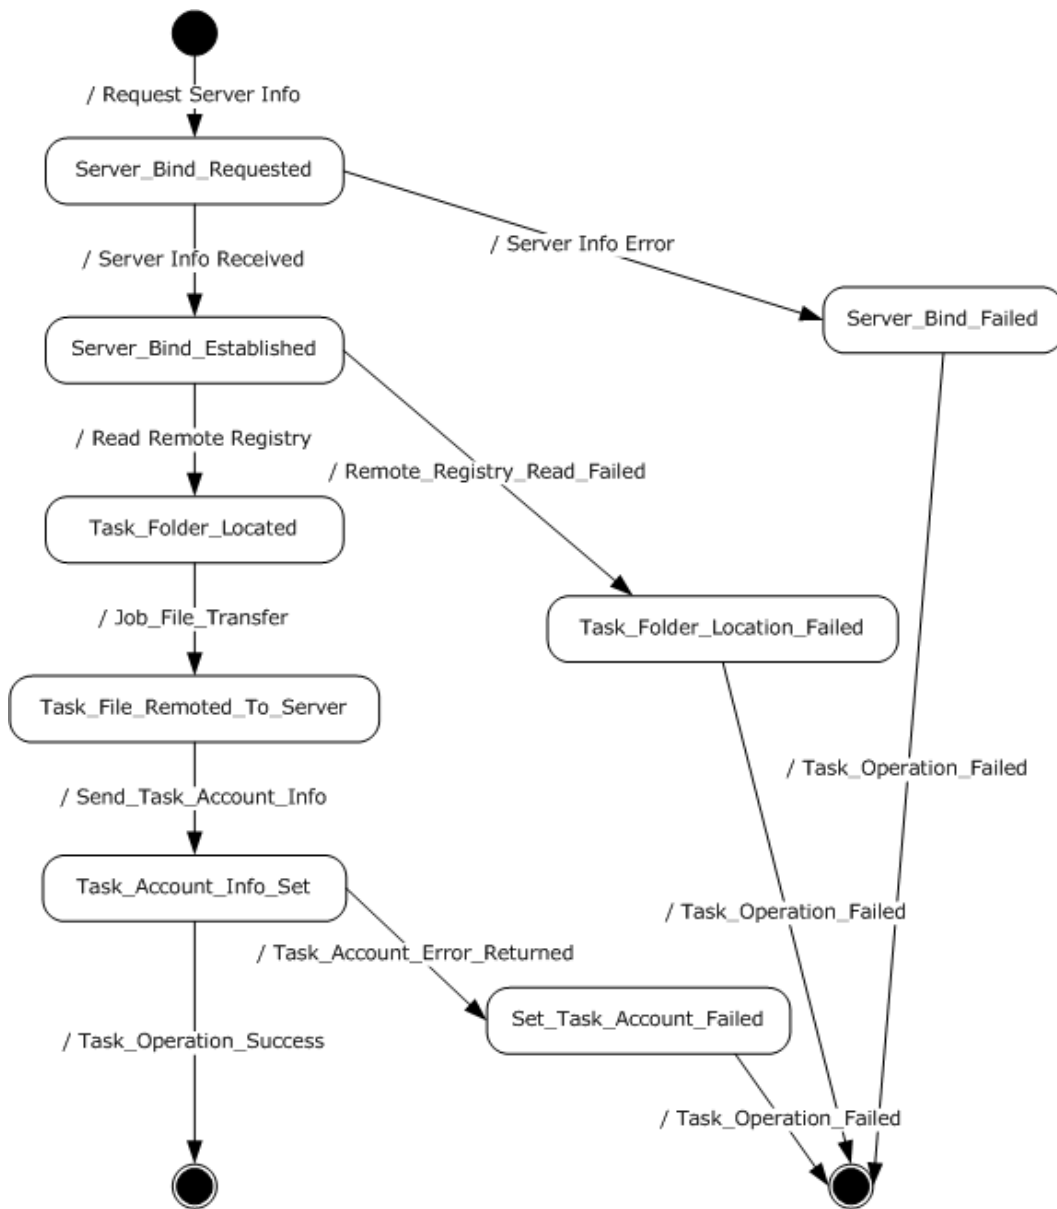 / Request Server Info
Server_Bind_Requested
/ Server Info Error
/ Server Info Received
Server_Bind_Failed
Server_Bind_Established
/ Read Remote Registry
/ Remote_Registry_Read_Failed
Task_Folder_Located
/ Job_File_Transfer
Task_Folder_Location_Failed
Task_File_Remoted_To_Server
/ Task_Operation_Failed
/ Send_Task_Account_Info
Task_Account_Info_Set
/ Task_Operation_Failed
/ Task_Account_Error_Returned
Set_Task_Account_Failed
/ Task_Operation_Success
/ Task_Operation_Failed